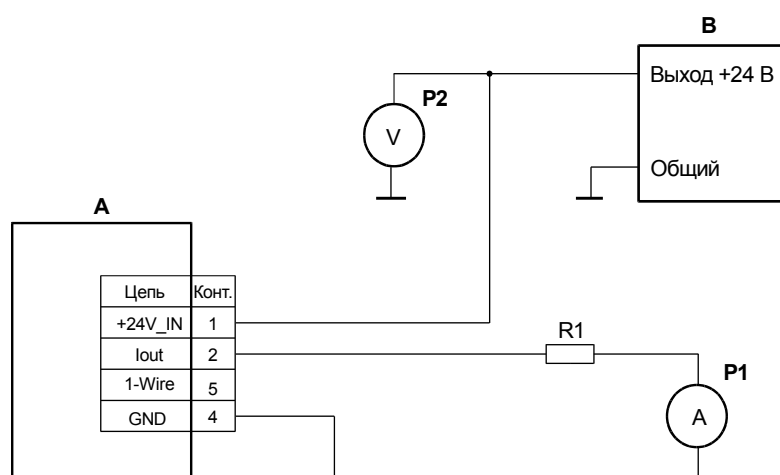 B
Выход +24 В
P2
V
Общий
A
Цепь Конт.
+24V_IN 1
Iout 2
1-Wire 5
GND 4
R1
P1
A